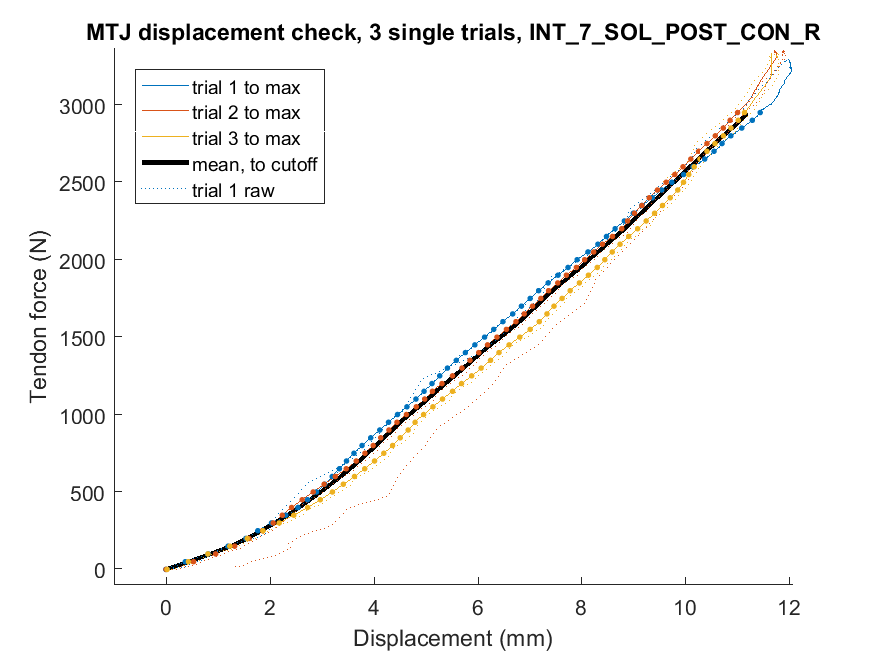 MTJ displacement check, 3 single trials, INT_7_SOL_POST_CON_R
trial 1 to max
trial 2 to max
trial 3 to max
mean, to cutoff
trial 1 raw
Tendon force (N)
3000
2500
2000
1500
1000
500
0
0 2 4 6 8 10 12
Displacement (mm)